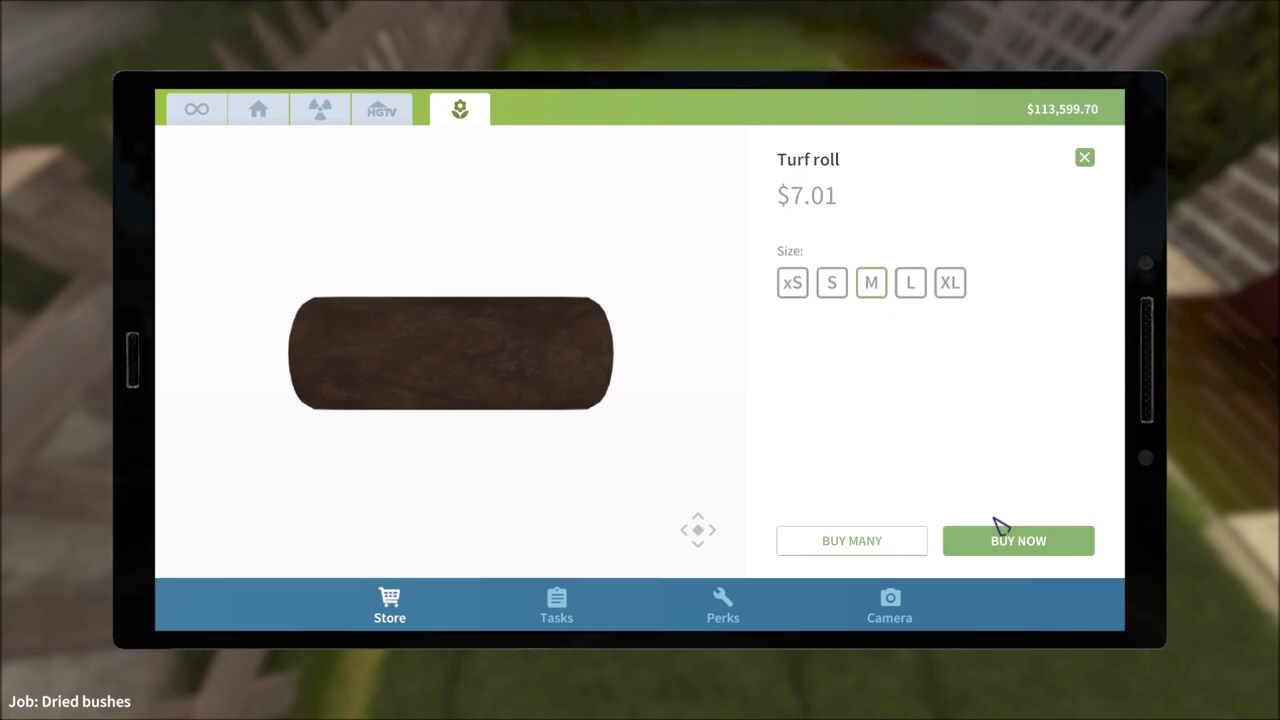 HGTV
$113,599.70
Turf roll
$7.01
Size:
xS S M L XL
BUY MANY BUY NOW
Store Tasks Perks Camera
Job: Dried bushes